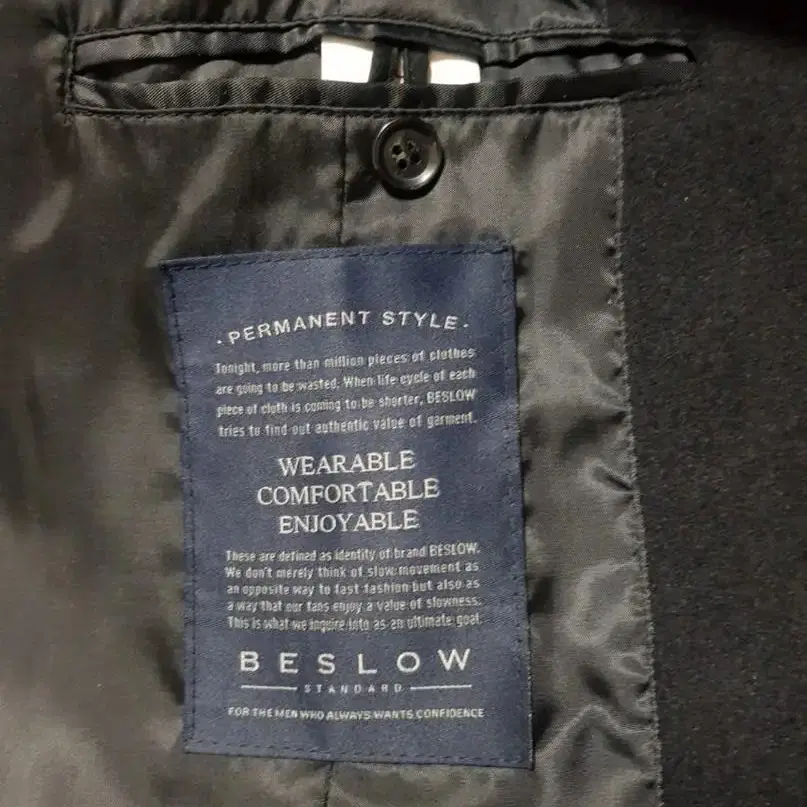 · PERMANENT STYLE ·
Tonight, more than million pieces of clothes
are going to be wasted. When life cycle of each
piece of cloth is coming to be shorter, BESLOW
tries to find out authentic value of garment.
WEARABLE
COMFORTABLE
ENJOYABLE
These are defined as identity of brand BESLOW.
We don't merely think of slow movement as
an opposite way to fast fashion but also as
a way that our fans enjoy a value of slowness.
This is what we inquire into as an ultimate goal.
BESLOW
STANDARD
FOR THE MEN WHO ALWAYS WANTS CONFIDENCE